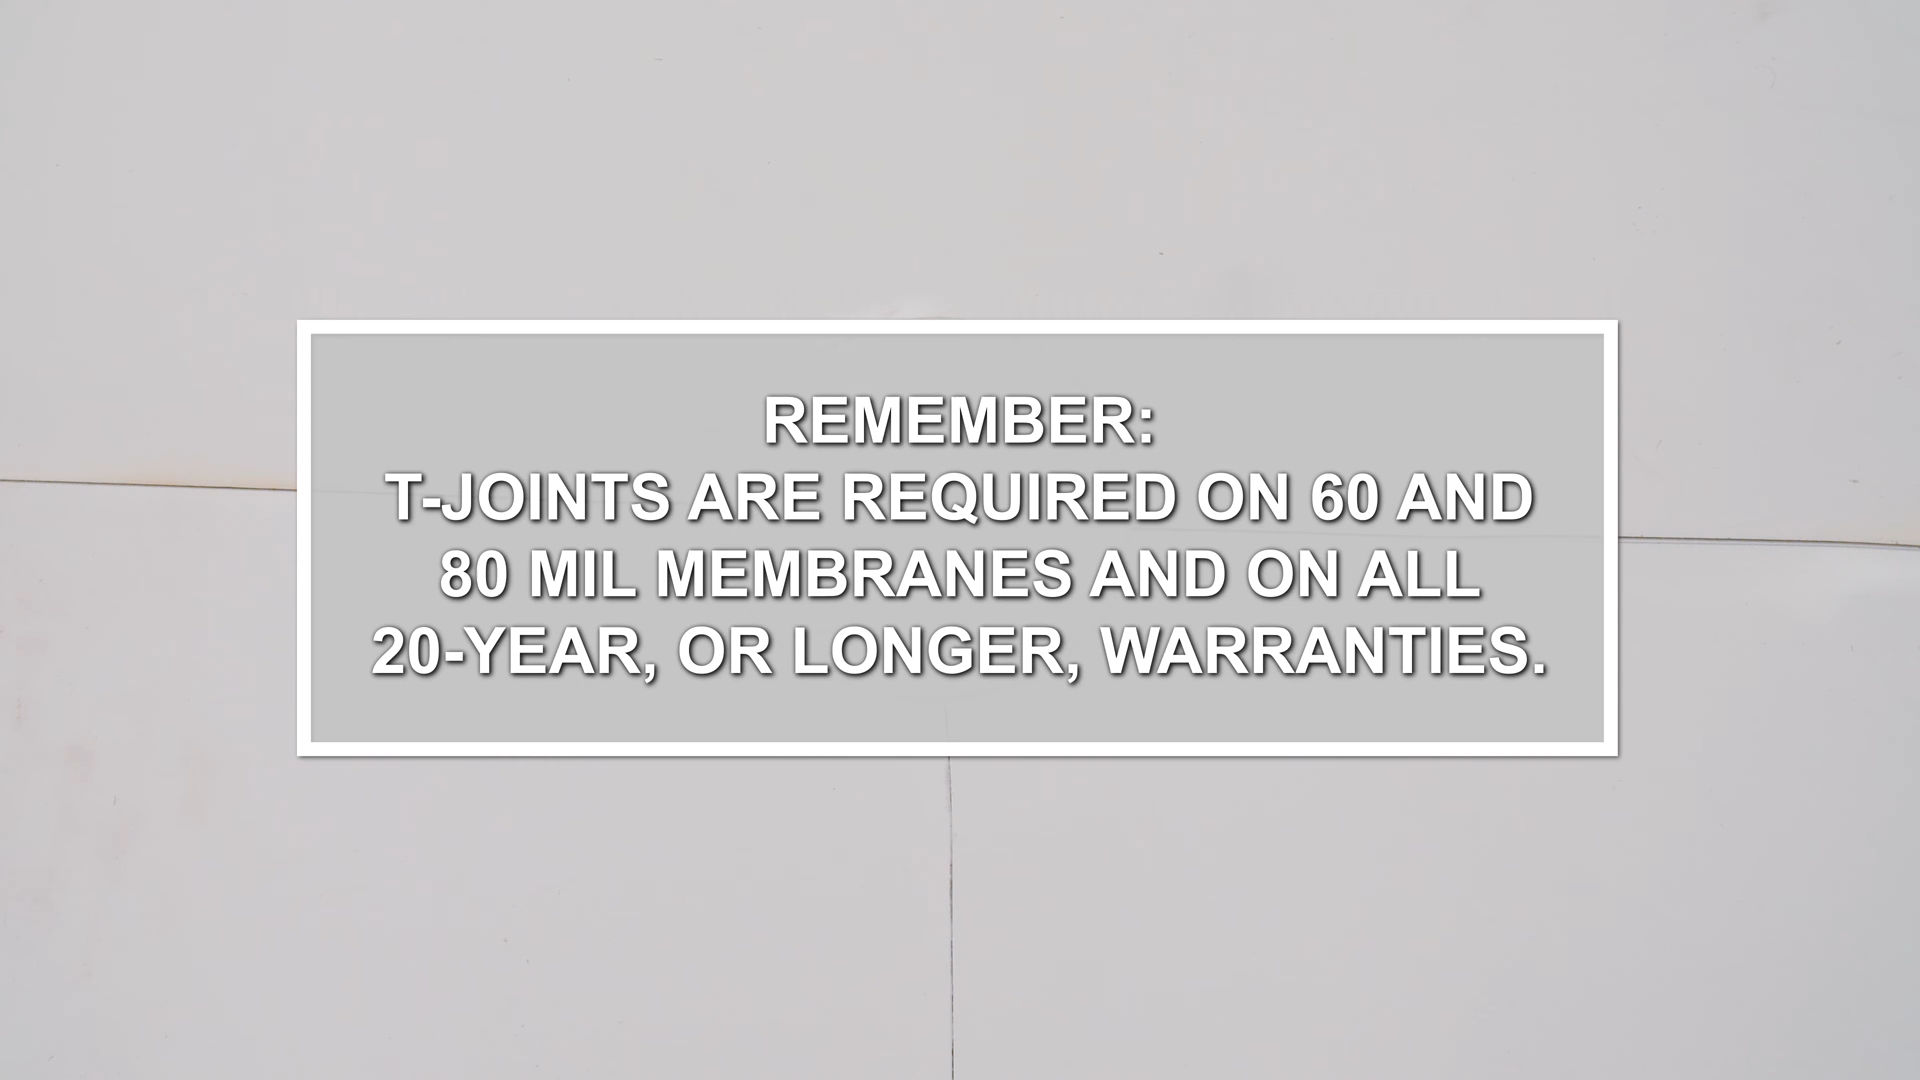 REMEMBER:
T-JOINTS ARE REQUIRED ON 60 AND
80 MIL MEMBRANES AND ON ALL
20-YEAR, OR LONGER, WARRANTIES.